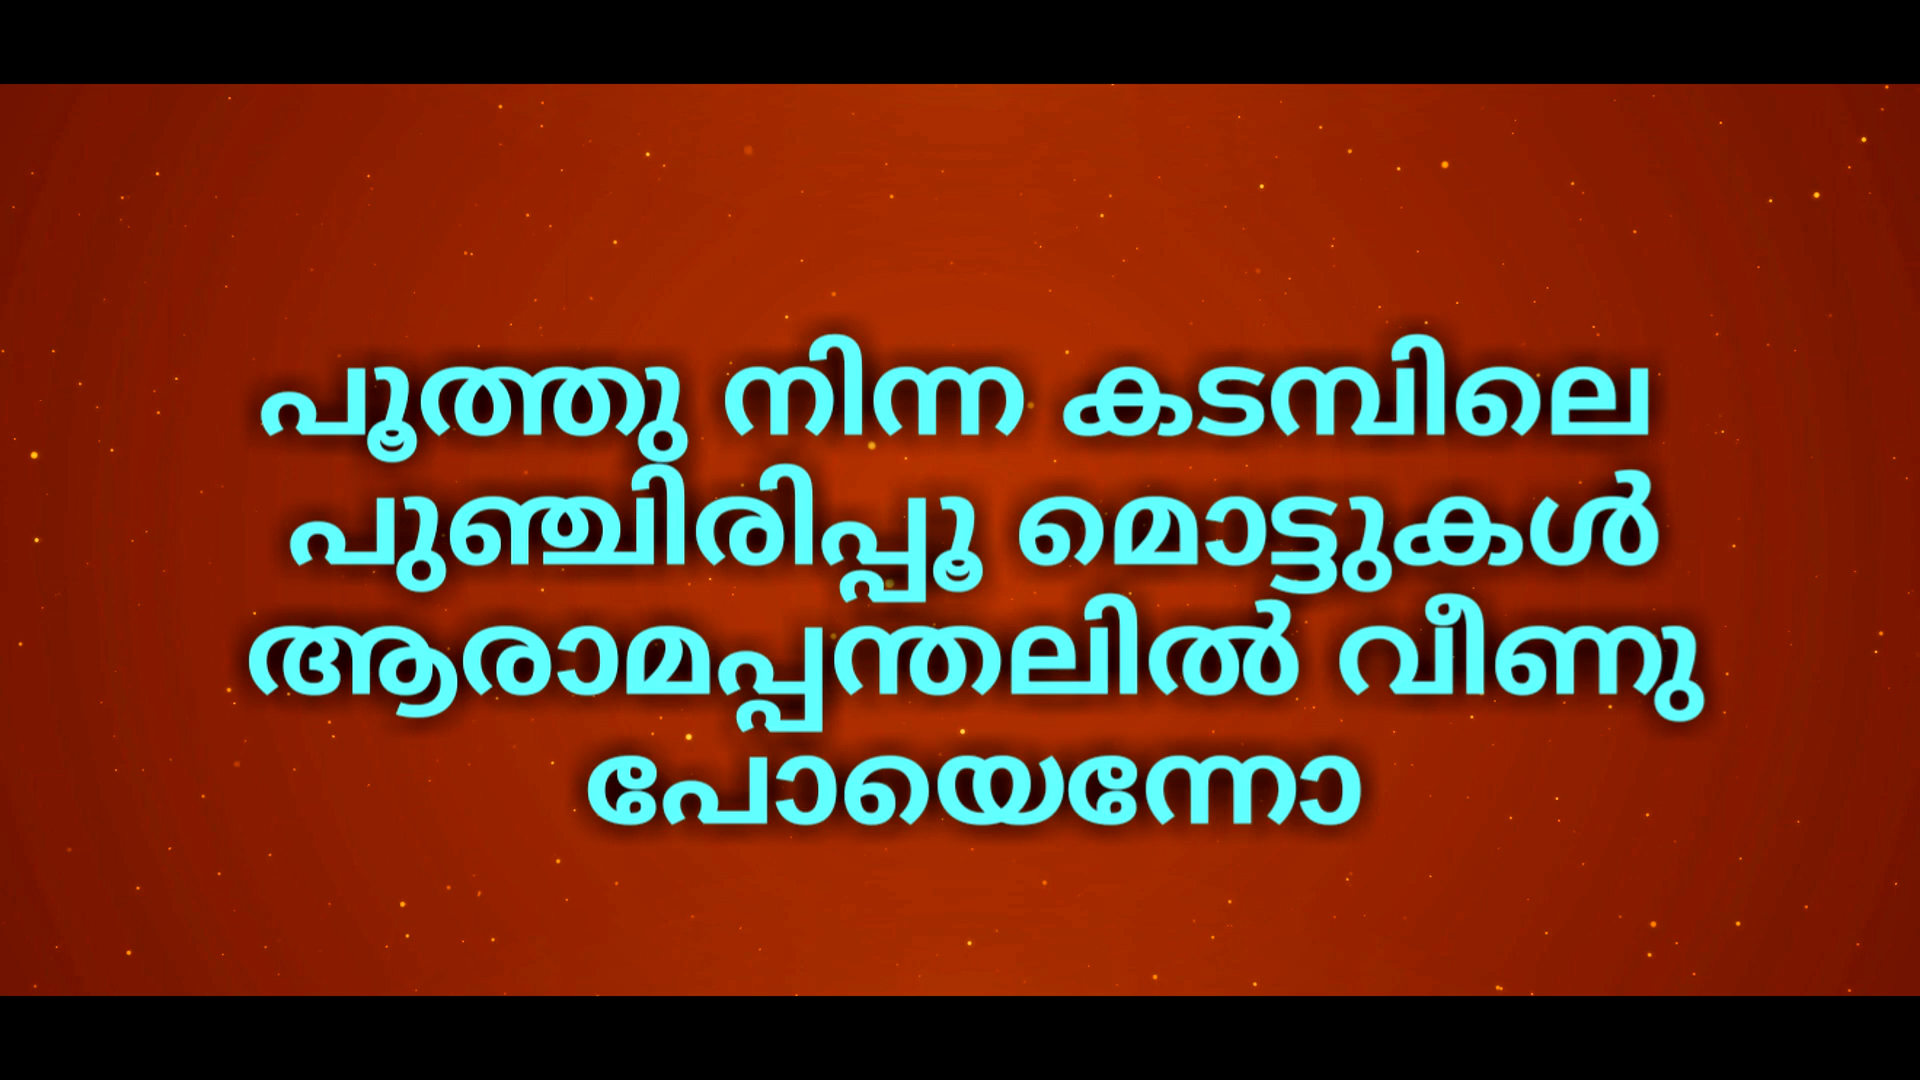 പൂത്തു നിന്ന കടമ്പിലെ
പുഞ്ചിരിപ്പൂ മൊട്ടുകൾ
ആരാമപ്പന്തലിൽ വീണു
പോയെന്നോ